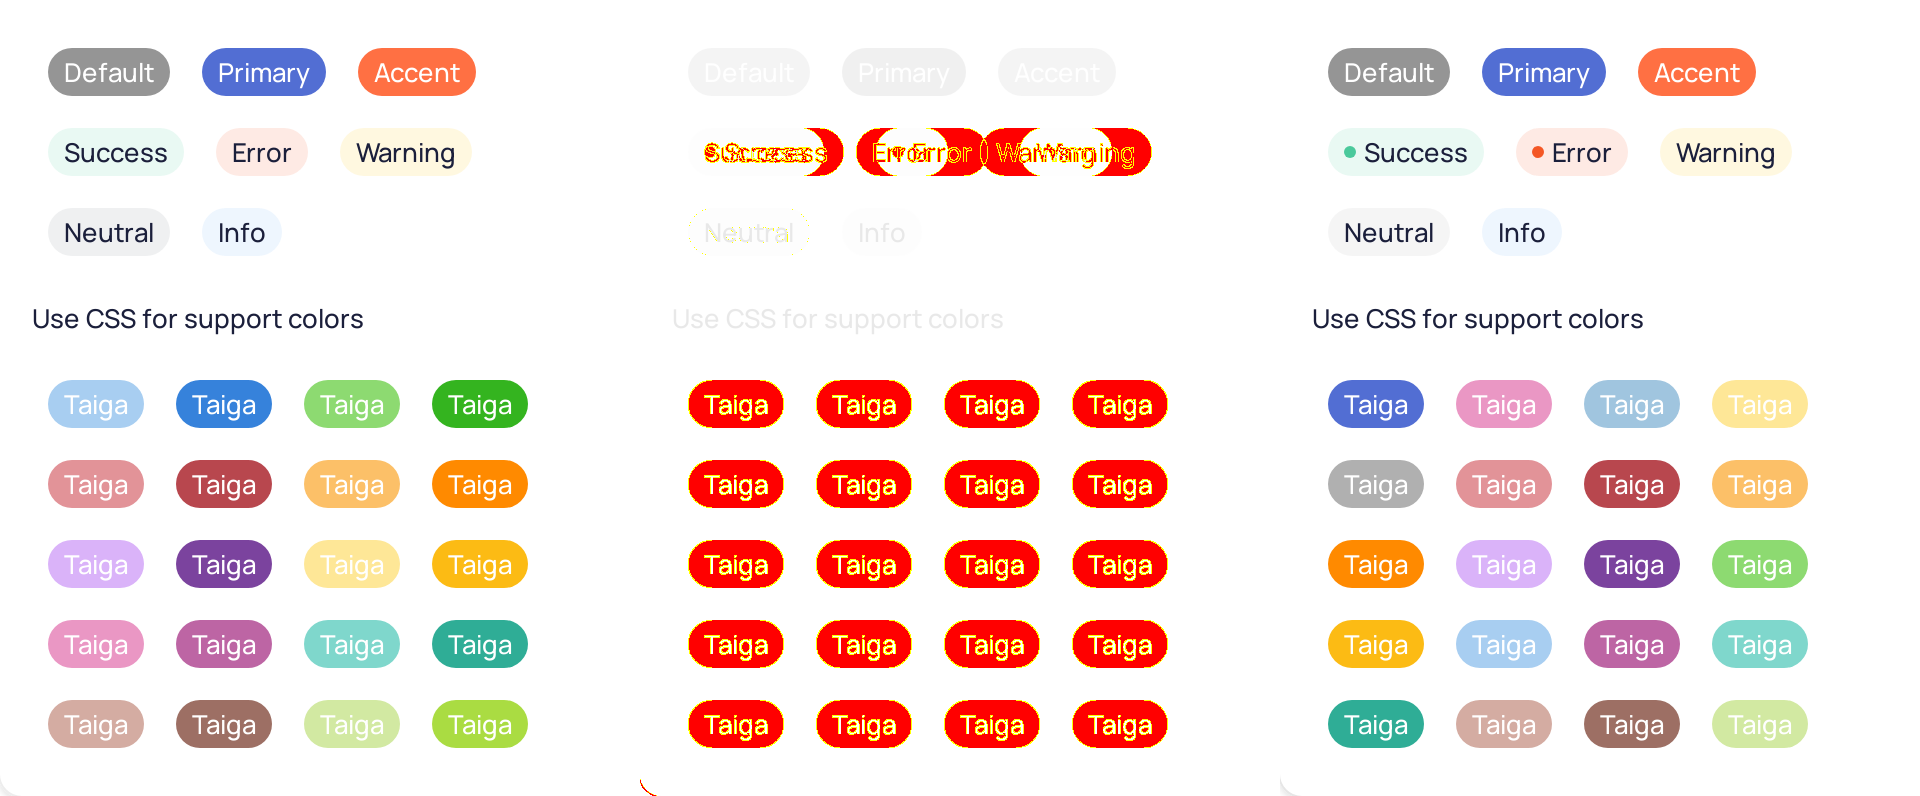 Default Primary Accent Default Primary Accent Default Primary Accent
Success Error Warning Success Error Warning Success Error Warning
Neutral Info Neutral Info Neutral Info
Use CSS for support colors Use CSS for support colors Use CSS for support colors
Taiga Taiga Taiga Taiga Taiga Taiga Taiga Taiga Taiga Taiga Taiga Taiga
Taiga Taiga Taiga Taiga Taiga Taiga Taiga Taiga Taiga Taiga Taiga Taiga
Taiga Taiga Taiga Taiga Taiga Taiga Taiga Taiga Taiga Taiga Taiga Taiga
Taiga Taiga Taiga Taiga Taiga Taiga Taiga Taiga Taiga Taiga Taiga Taiga
Taiga Taiga Taiga Taiga Taiga Taiga Taiga Taiga Taiga Taiga Taiga Taiga